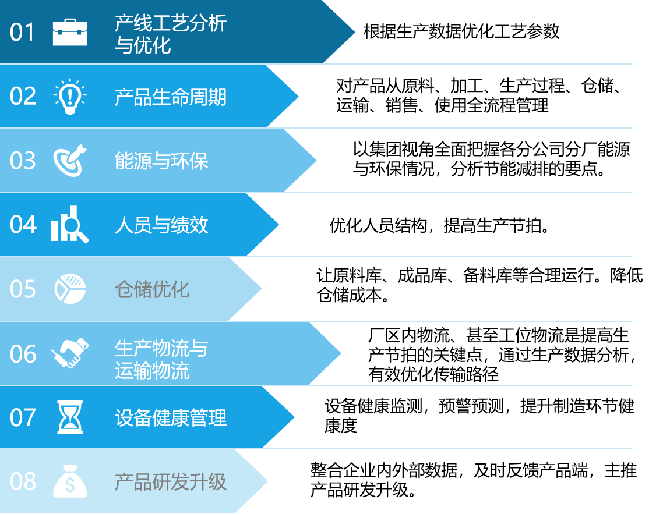 01
产线工艺分析
与优化
根据生产数据优化工艺参数
02
产品生命周期
对产品从原料、加工、生产过程、仓储、
运输、销售、使用全流程管理
03
能源与环保
以集团视角全面把握各分公司分厂能源
与环保情况，分析节能减排的要点。
04
人员与绩效
优化人员结构，提高生产节拍。
05
仓储优化
让原料库、成品库、备料库等合理运行。降低
仓储成本。
06
生产物流与
运输物流
厂区内物流、甚至工位物流是提高生
产节拍的关键点，通过生产数据分析，
有效优化传输路径
07
设备健康管理
设备健康监测，预警预测，提升制造环节健
康度
08
$
产品研发升级
整合企业内外部数据，及时反馈产品端，主推
产品研发升级。